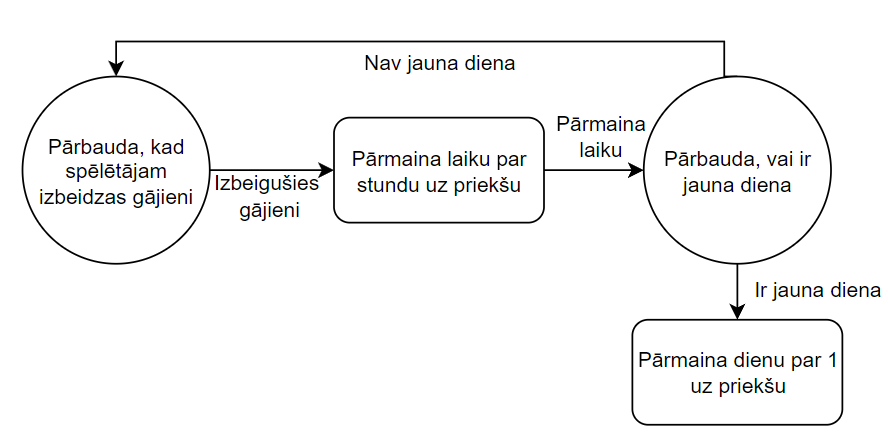 Nav jauna diena
Pārbauda, kad
spēlētājam
izbeidzas gājieni
Izbeigušies
gājieni
Pārmaina laiku par
stundu uz priekšu
Pārmaina
laiku
Pārbauda, vai ir
jauna diena
Ir jauna diena
Pārmaina dienu par 1
uz priekšu